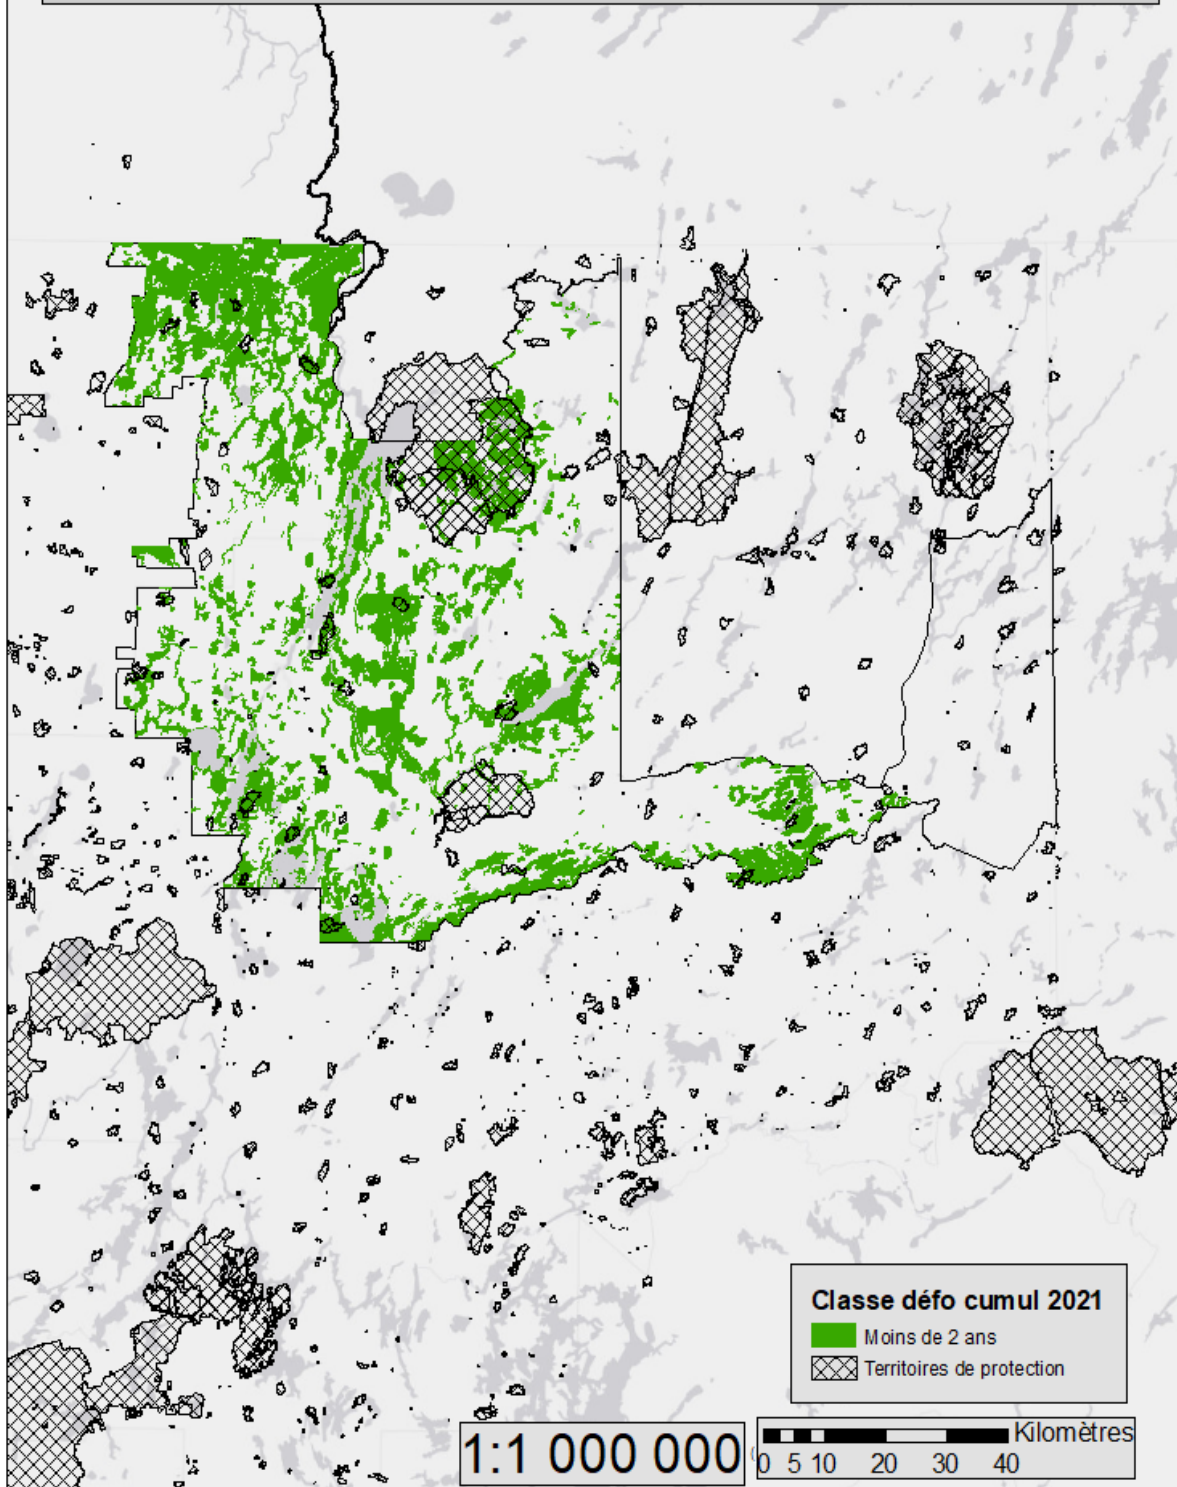 Classe défo cumul 2021
Moins de 2 ans
Territoires de protection
1:1 000 000
Kilomètres
0 5 10 20 30 40